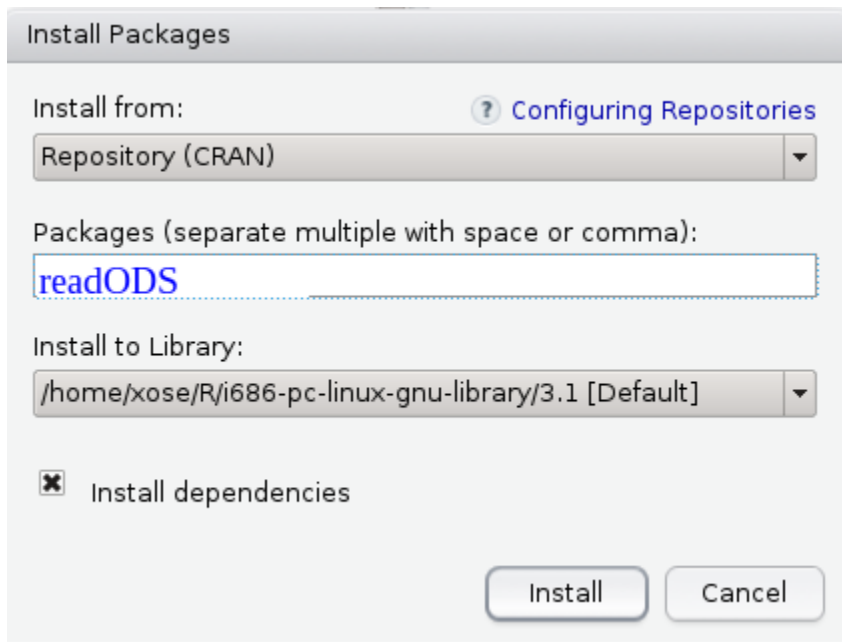 Install Packages
Install from:
? Configuring Repositories
Repository (CRAN)
Packages (separate multiple with space or comma):
readODS
Install to Library:
/home/xose/R/i686-pc-linux-gnu-library/3.1 [Default]
Install dependencies
Install
Cancel